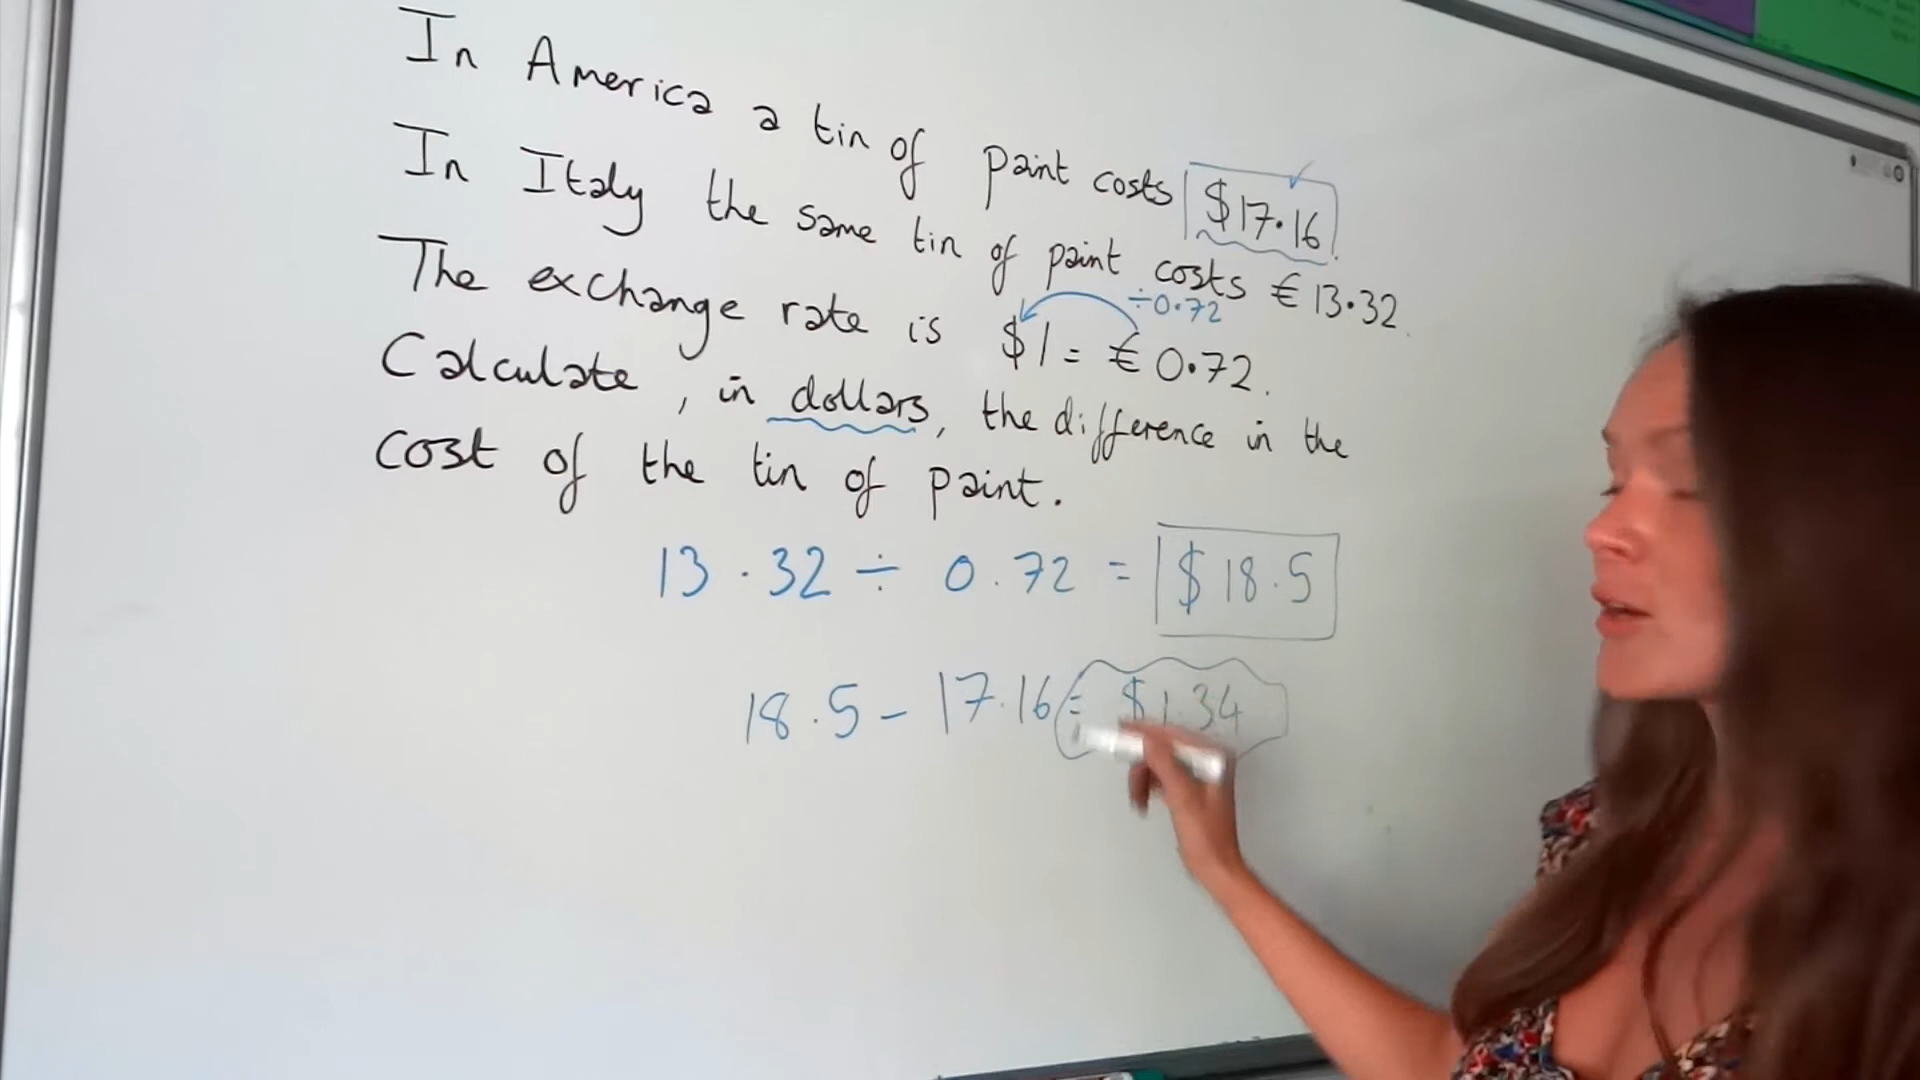 In America a tin of paint costs $17.16
In Italy the same tin of paint costs €13.32.
÷0.72
The exchange rate is $1 = €0.72.
Calculate, in dollars, the difference in the
cost of the tin of paint.
13.32 ÷ 0.72 = $18.5
18.5 - 17.16 = $1.34